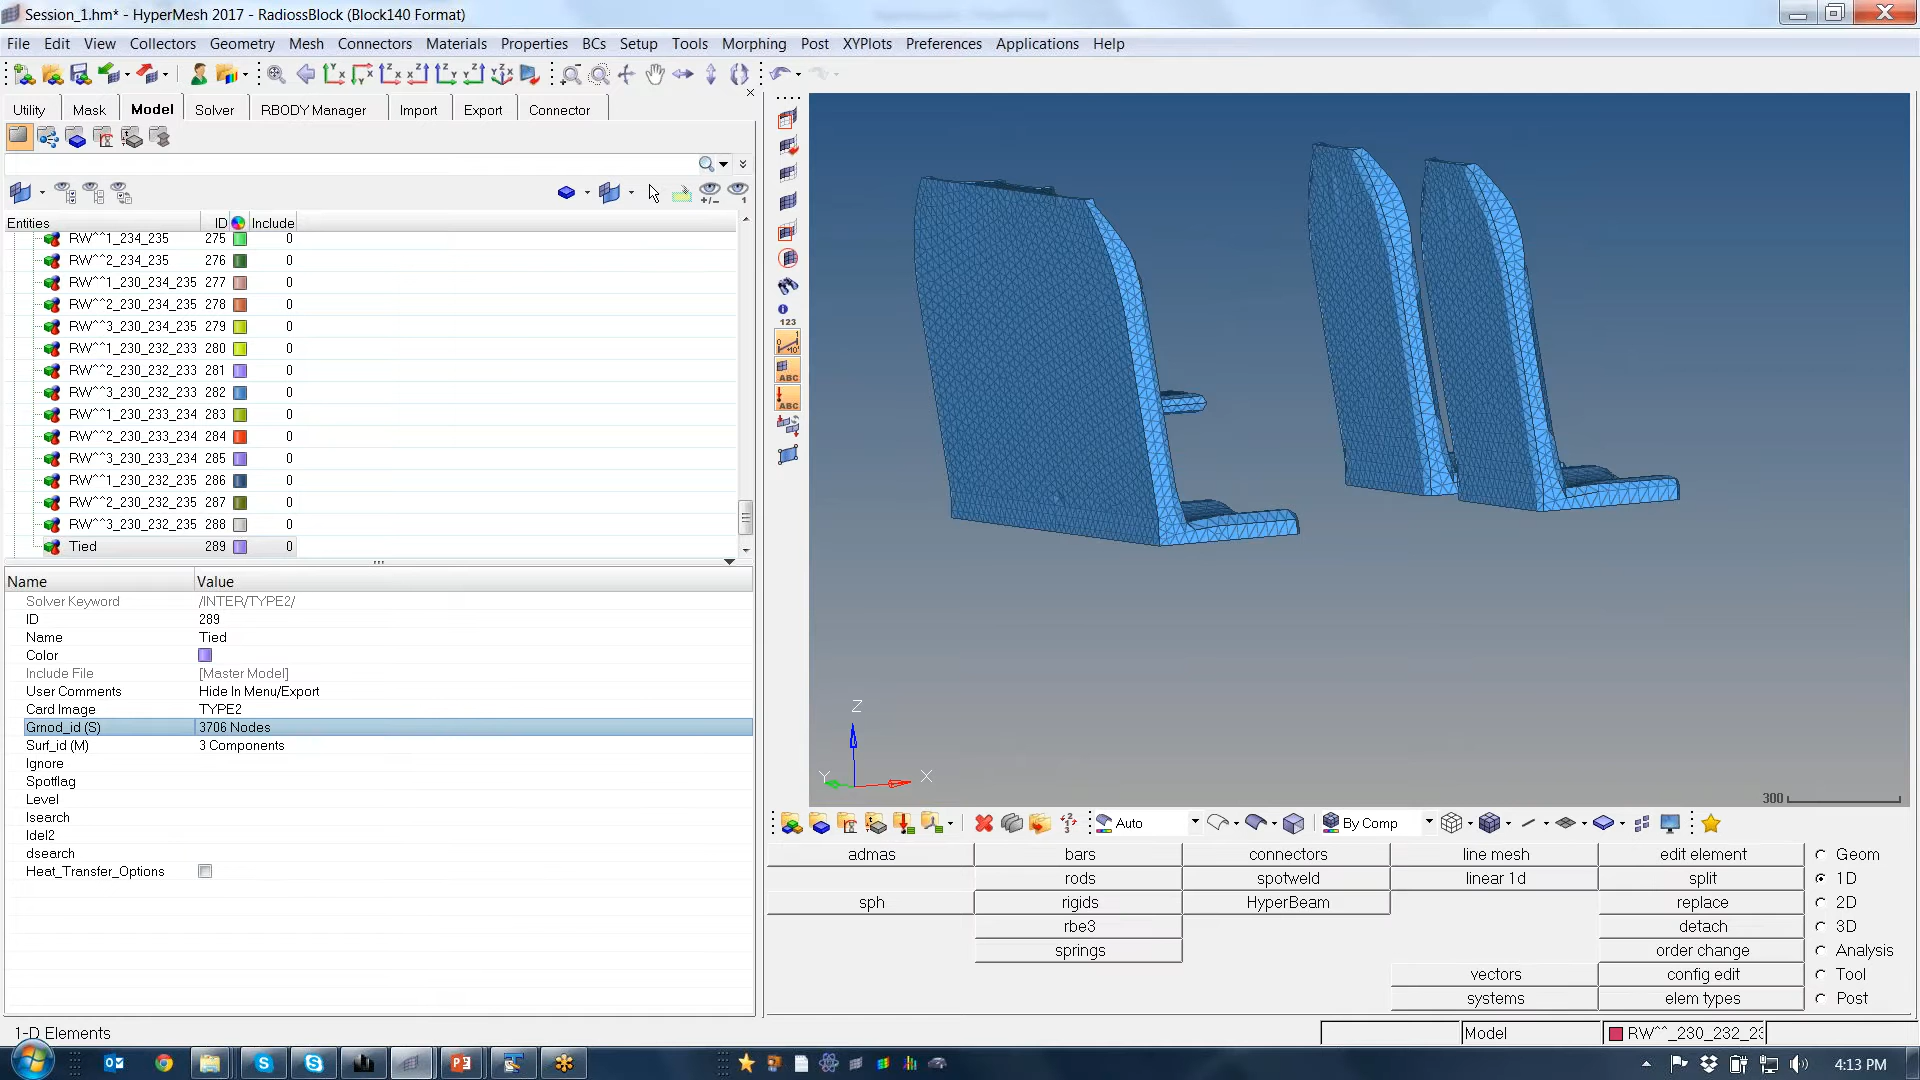 Session_1.hm* - HyperMesh 2017 - RadiossBlock (Block140 Format)
File Edit View Collectors Geometry Mesh Connectors Materials Properties BCs Setup Tools Morphing Post XYPlots Preferences Applications Help
Utility Mask Model Solver RBODY Manager Import Export Connector
Entities ID Include
RW^^1_234_235 275 0
RW^^2_234_235 276 0
RW^^1_230_234_235 277 0
RW^^2_230_234_235 278 0
RW^^3_230_234_235 279 0
RW^^1_230_232_233 280 0
RW^^2_230_232_233 281 0
RW^^3_230_232_233 282 0
RW^^1_230_233_234 283 0
RW^^2_230_233_234 284 0
RW^^3_230_233_234 285 0
RW^^1_230_232_235 286 0
RW^^2_230_232_235 287 0
RW^^3_230_232_235 288 0
Tied 289 0
Name Value
Solver Keyword /INTER/TYPE2/
ID 289
Name Tied
Color
Include File [Master Model]
User Comments Hide In Menu/Export
Card Image TYPE2
Grnod_id (S) 3706 Nodes
Surf_id (M) 3 Components
Ignore
Spotflag
Level
Isearch
Idel2
dsearch
Heat_Transfer_Options
123
ABC
ABC
Z
Y
X
300
Auto By Comp
admas bars connectors line mesh edit element Geom
rods spotweld linear 1d split 1D
sph rigids HyperBeam replace 2D
rbe3 detach 3D
springs order change Analysis
vectors config edit Tool
systems elem types Post
1-D Elements Model RW^^_230_232_23
4:13 PM